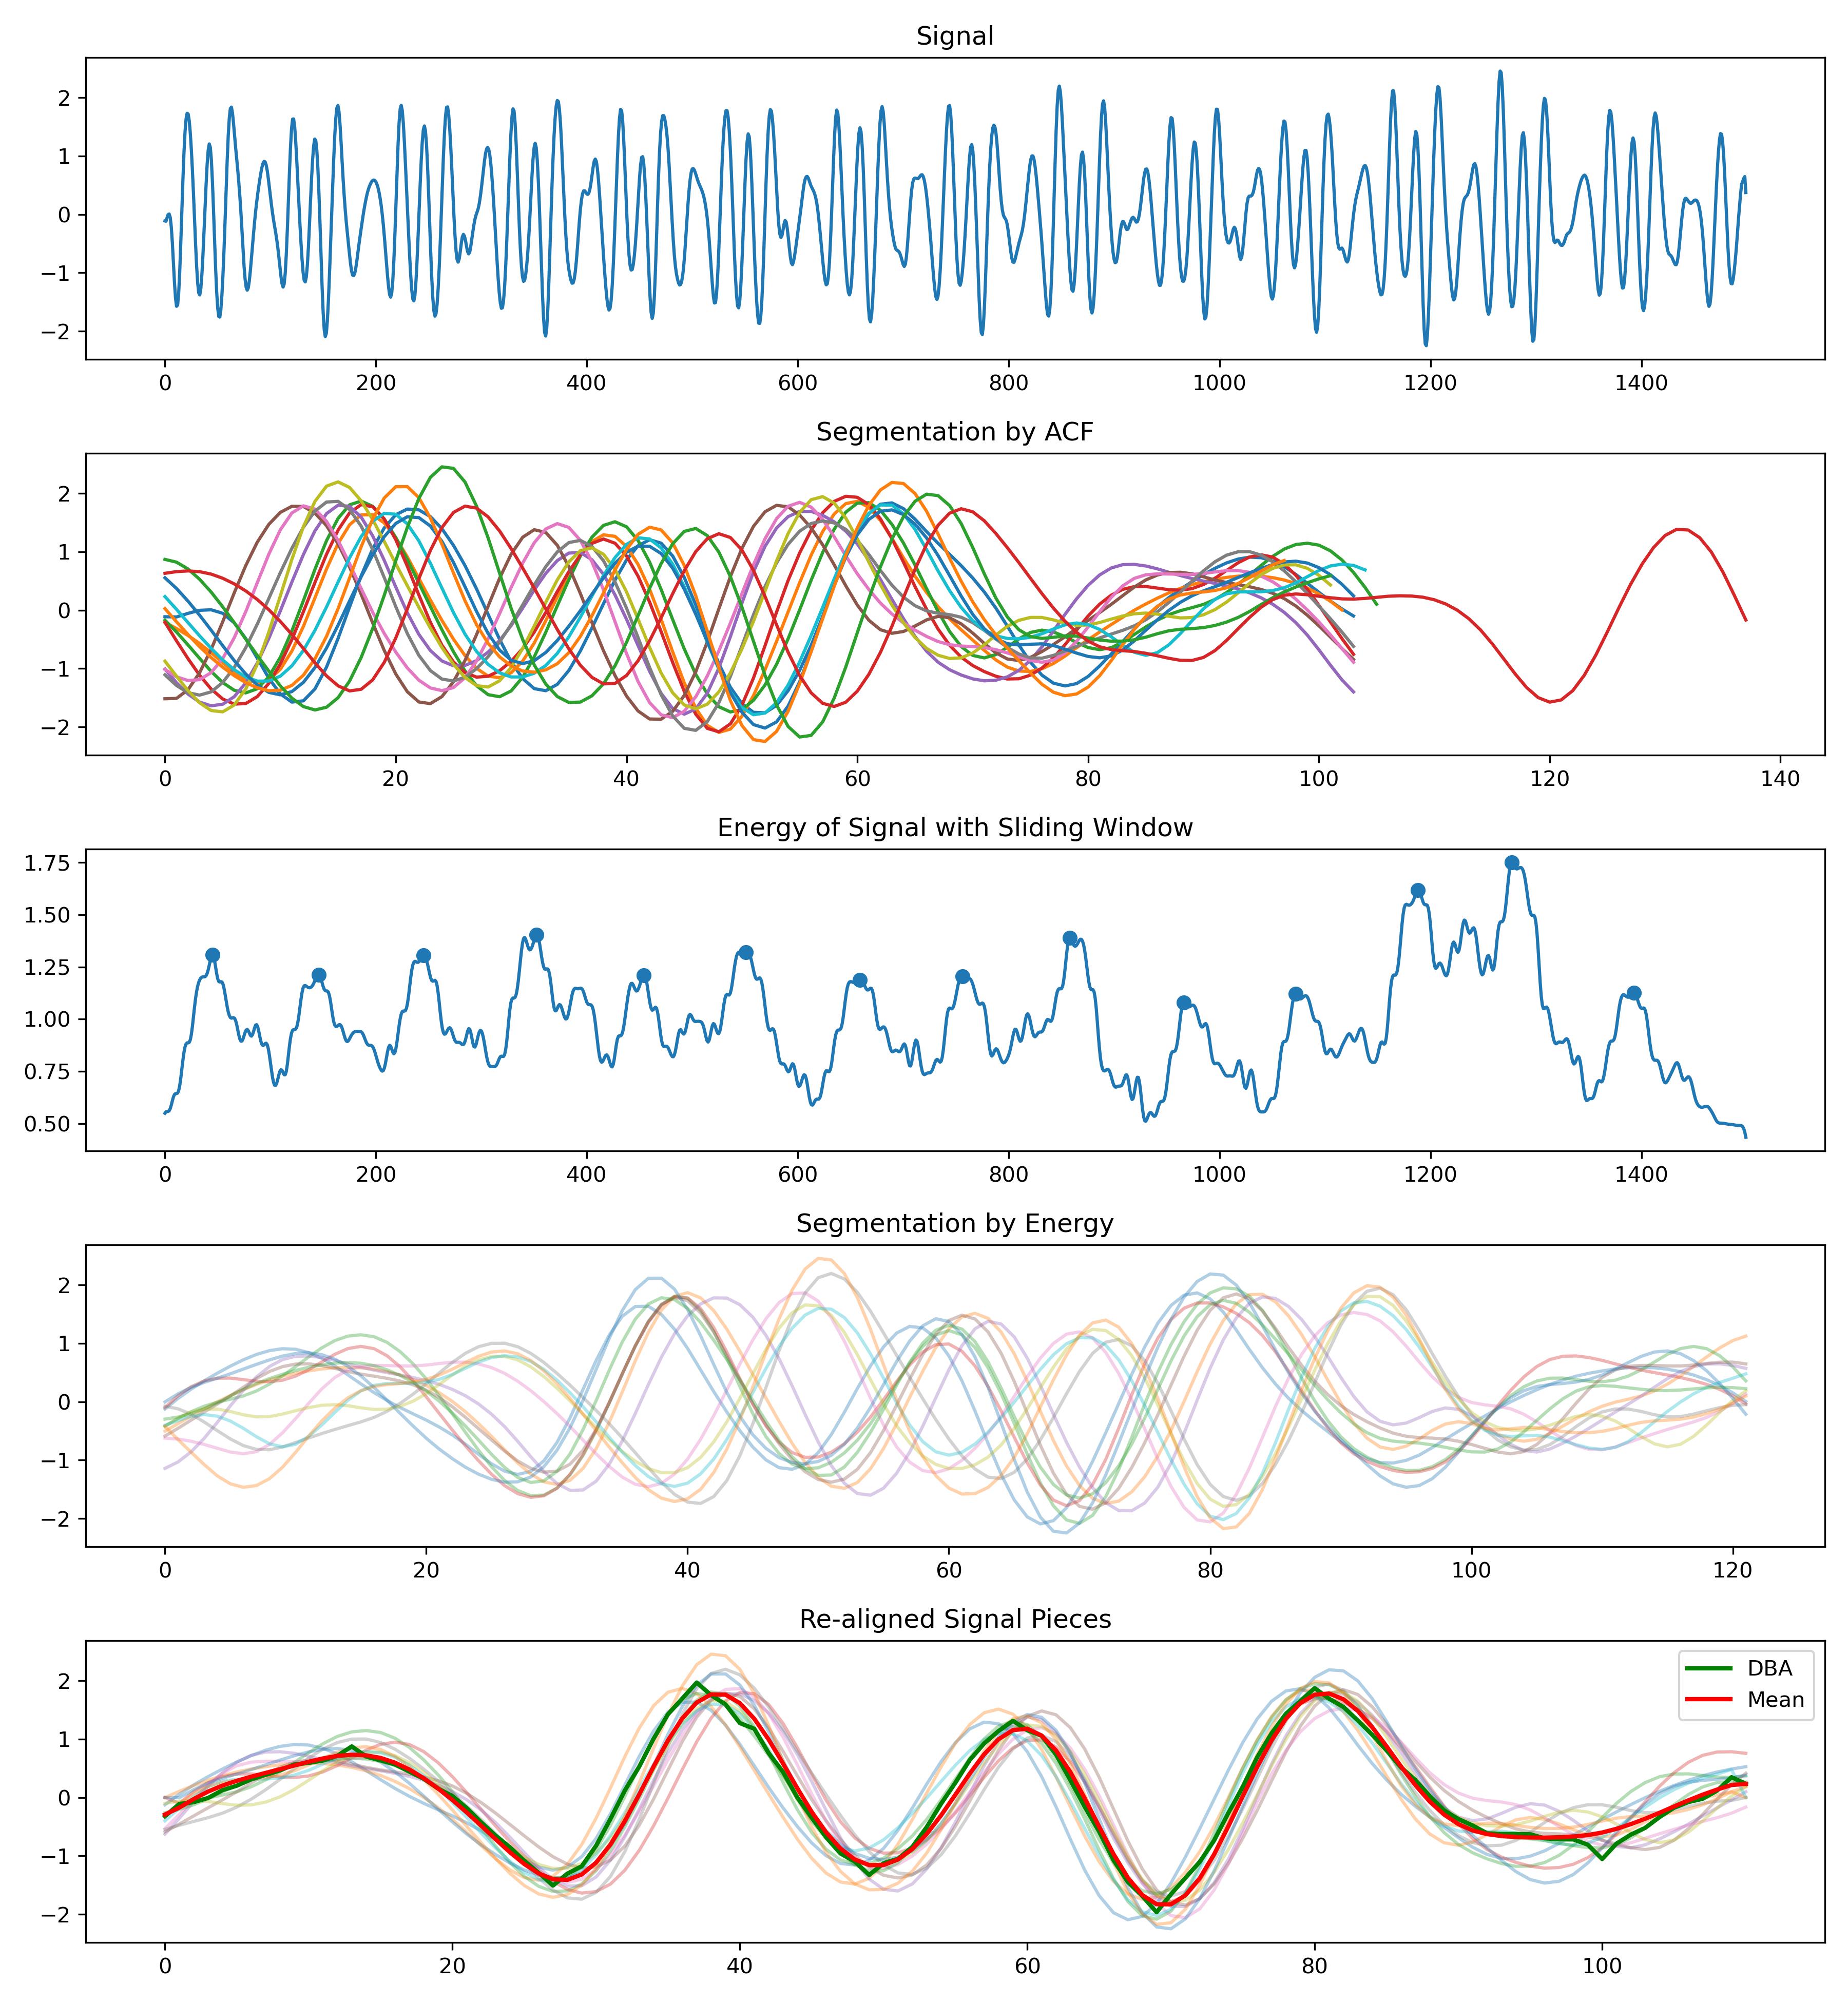 Signal
2
1
0
−1
−2
0 200 400 600 800 1000 1200 1400
Segmentation by ACF
2
1
0
−1
−2
0 20 40 60 80 100 120 140
Energy of Signal with Sliding Window
1.75
1.50
1.25
1.00
0.75
0.50
0 200 400 600 800 1000 1200 1400
Segmentation by Energy
2
1
0
−1
−2
0 20 40 60 80 100 120
Re-aligned Signal Pieces
DBA
Mean
2
1
0
−1
−2
0 20 40 60 80 100